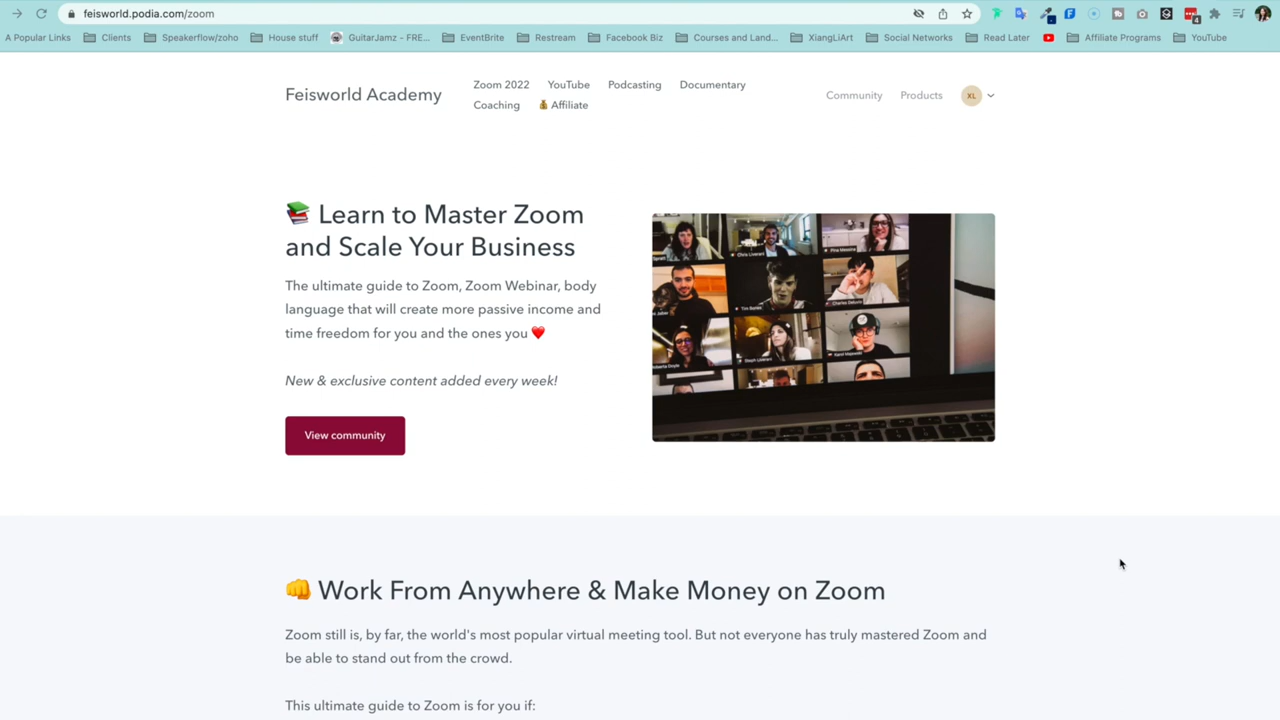 feisworld.podia.com/zoom
A Popular Links
Clients
Speakerflow/zoho
House stuff
GuitarJamz - FRE...
EventBrite
Restream
Facebook Biz
Courses and Land...
XiangLiArt
Social Networks
Read Later
Affiliate Programs
YouTube
4
Feisworld Academy
Zoom 2022 YouTube Podcasting Documentary
Coaching 💰 Affiliate
Community Products XL
📚 Learn to Master Zoom
and Scale Your Business
The ultimate guide to Zoom, Zoom Webinar, body
language that will create more passive income and
time freedom for you and the ones you ❤️
New & exclusive content added every week!
View community
Chris Liverani
👊 Work From Anywhere & Make Money on Zoom
Zoom still is, by far, the world's most popular virtual meeting tool. But not everyone has truly mastered Zoom and
be able to stand out from the crowd.
This ultimate guide to Zoom is for you if: